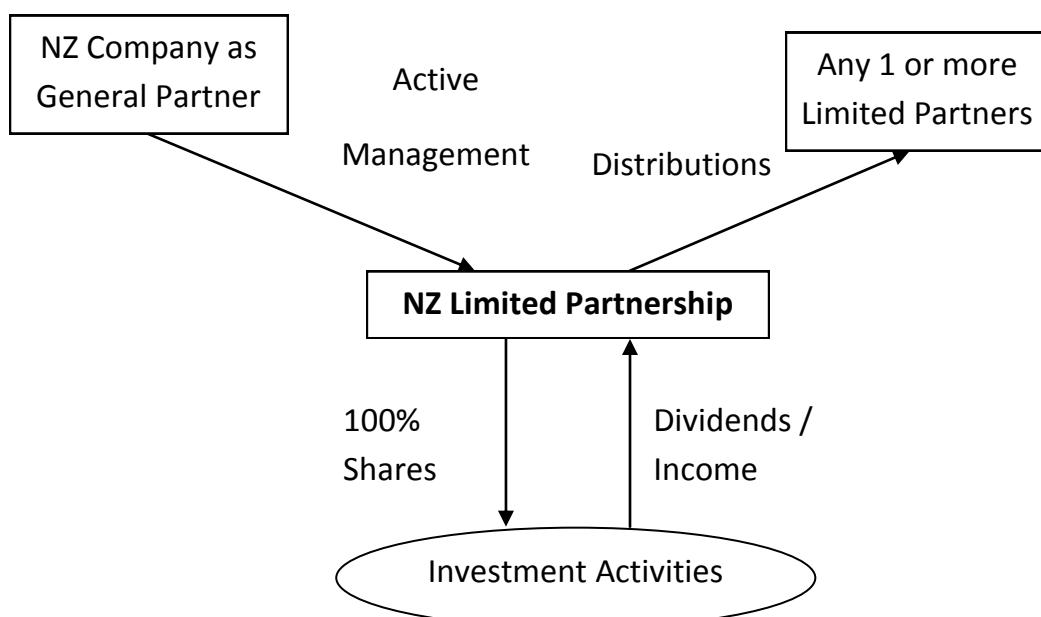 NZ Company as
General Partner
Active
Management
Distributions
Any 1 or more
Limited Partners
NZ Limited Partnership
100%
Shares
Dividends /
Income
Investment Activities